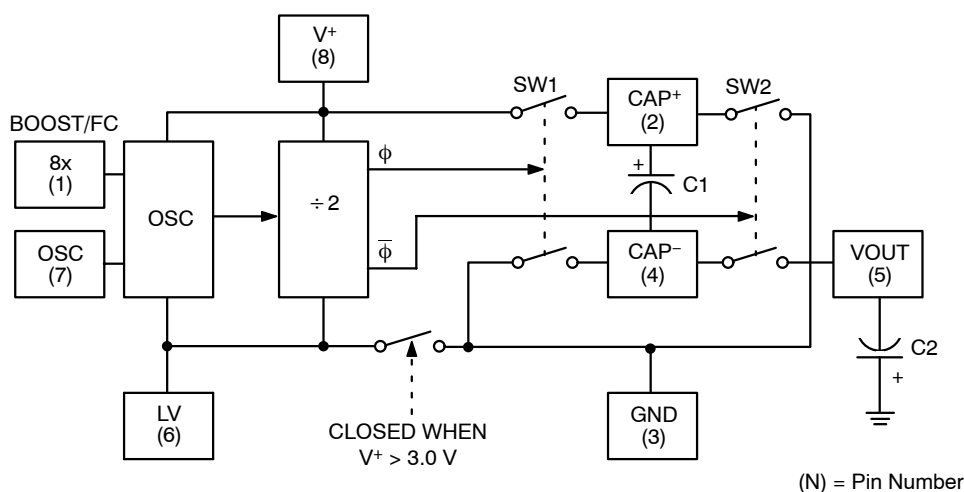 V+
(8)
SW1
CAP+
(2)
SW2
BOOST/FC
8x
(1)
OSC
÷2
ϕ
+
C1
OSC
(7)
ϕ̅
CAP−
(4)
VOUT
(5)
C2
+
LV
(6)
CLOSED WHEN
V+ > 3.0 V
GND
(3)
(N) = Pin Number